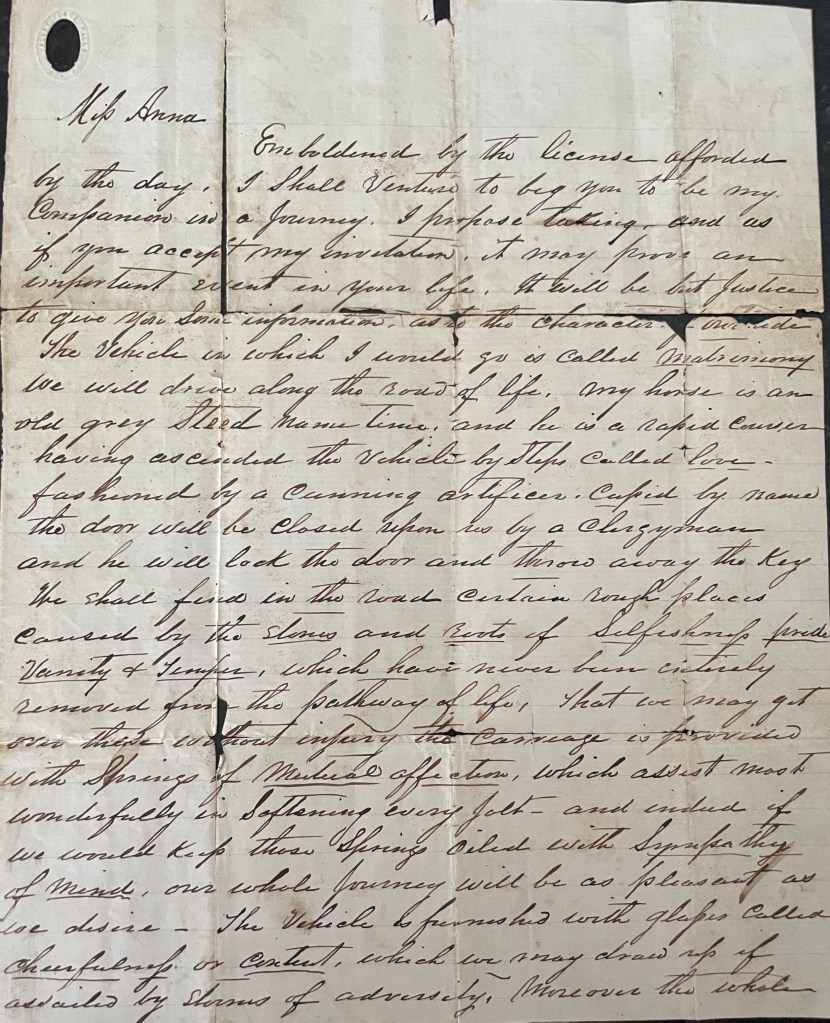 Miss Anna
Emboldened by the license afforded
by the day, I Shall Venture to beg you to be my
Companion in a Journey. I propose taking, and as
if you accept my invitation, it may prove an
important event in your life. It will be but Justice
to give you Some information, as to the character of our ride
The Vehicle in which I would go is called Matrimony
We will drive along the road of life, my horse is an
old grey Steed name time, and he is a rapid Courser
having ascended the Vehicle by Steps Called love -
fashioned by a Cunning artificer. Cupid by name
the door will be Closed upon us by a Clergyman
and he will lock the door and throw away the Key
We shall find in the road Certain rough places
Caused by the stones and roots of Selfishness pride
Vanity & Temper, which have never been entirely
removed from the pathway of life, That we may get
over these without injury the Carriage is provided
with Springs of Mutual affection, which assist most
wonderfully in Softening every Jolt - and indeed if
we would Keep those Springs Oiled with Sympathy
of Mind, our whole Journey will be as pleasant as
we desire - The Vehicle is furnished with glasses Called
Cheerfulness or Content, which we may draw up if
assailed by Storms of adversity, Moreover the whole